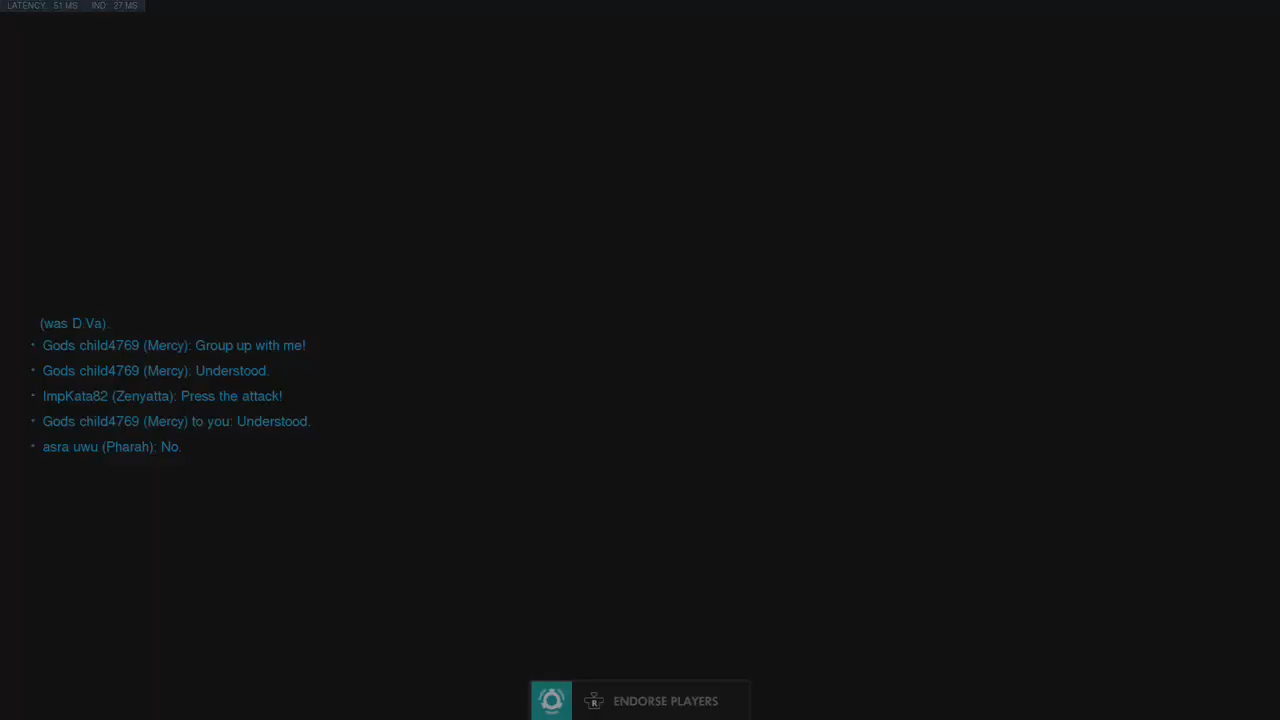 LATENCY: 51 MS IND: 27 MS
(was D.Va).
Gods child4769 (Mercy): Group up with me!
Gods child4769 (Mercy): Understood.
ImpKata82 (Zenyatta): Press the attack!
Gods child4769 (Mercy) to you: Understood.
asra uwu (Pharah): No.
R ENDORSE PLAYERS